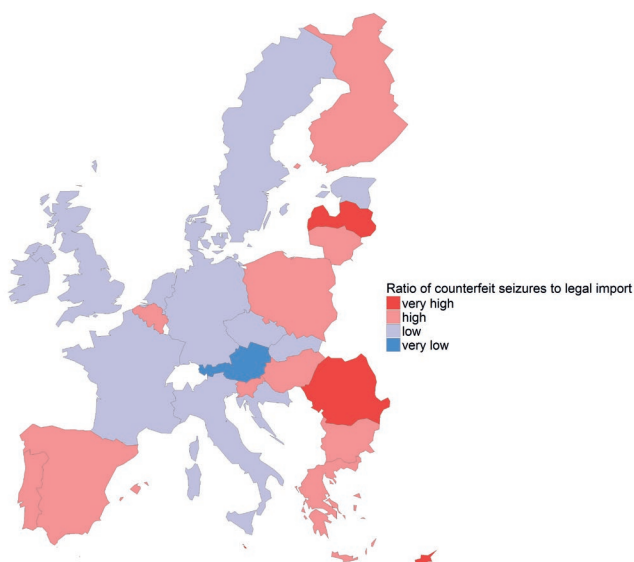 Ratio of counterfeit seizures to legal import
very high
high
low
very low